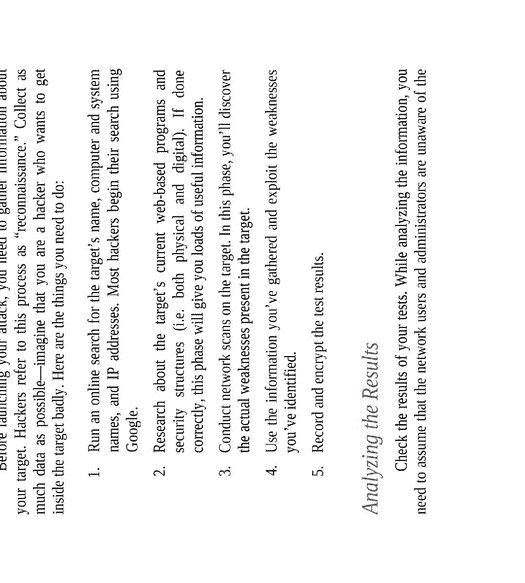 Before launching your attack, you need to gather information about
your target. Hackers refer to this process as “reconnaissance.” Collect as
much data as possible—imagine that you are a hacker who wants to get
inside the target badly. Here are the things you need to do:
1. Run an online search for the target’s name, computer and system
names, and IP addresses. Most hackers begin their search using
Google.
2. Research about the target’s current web-based programs and
security structures (i.e. both physical and digital). If done
correctly, this phase will give you loads of useful information.
3. Conduct network scans on the target. In this phase, you’ll discover
the actual weaknesses present in the target.
4. Use the information you’ve gathered and exploit the weaknesses
you’ve identified.
5. Record and encrypt the test results.
Analyzing the Results
Check the results of your tests. While analyzing the information, you
need to assume that the network users and administrators are unaware of the